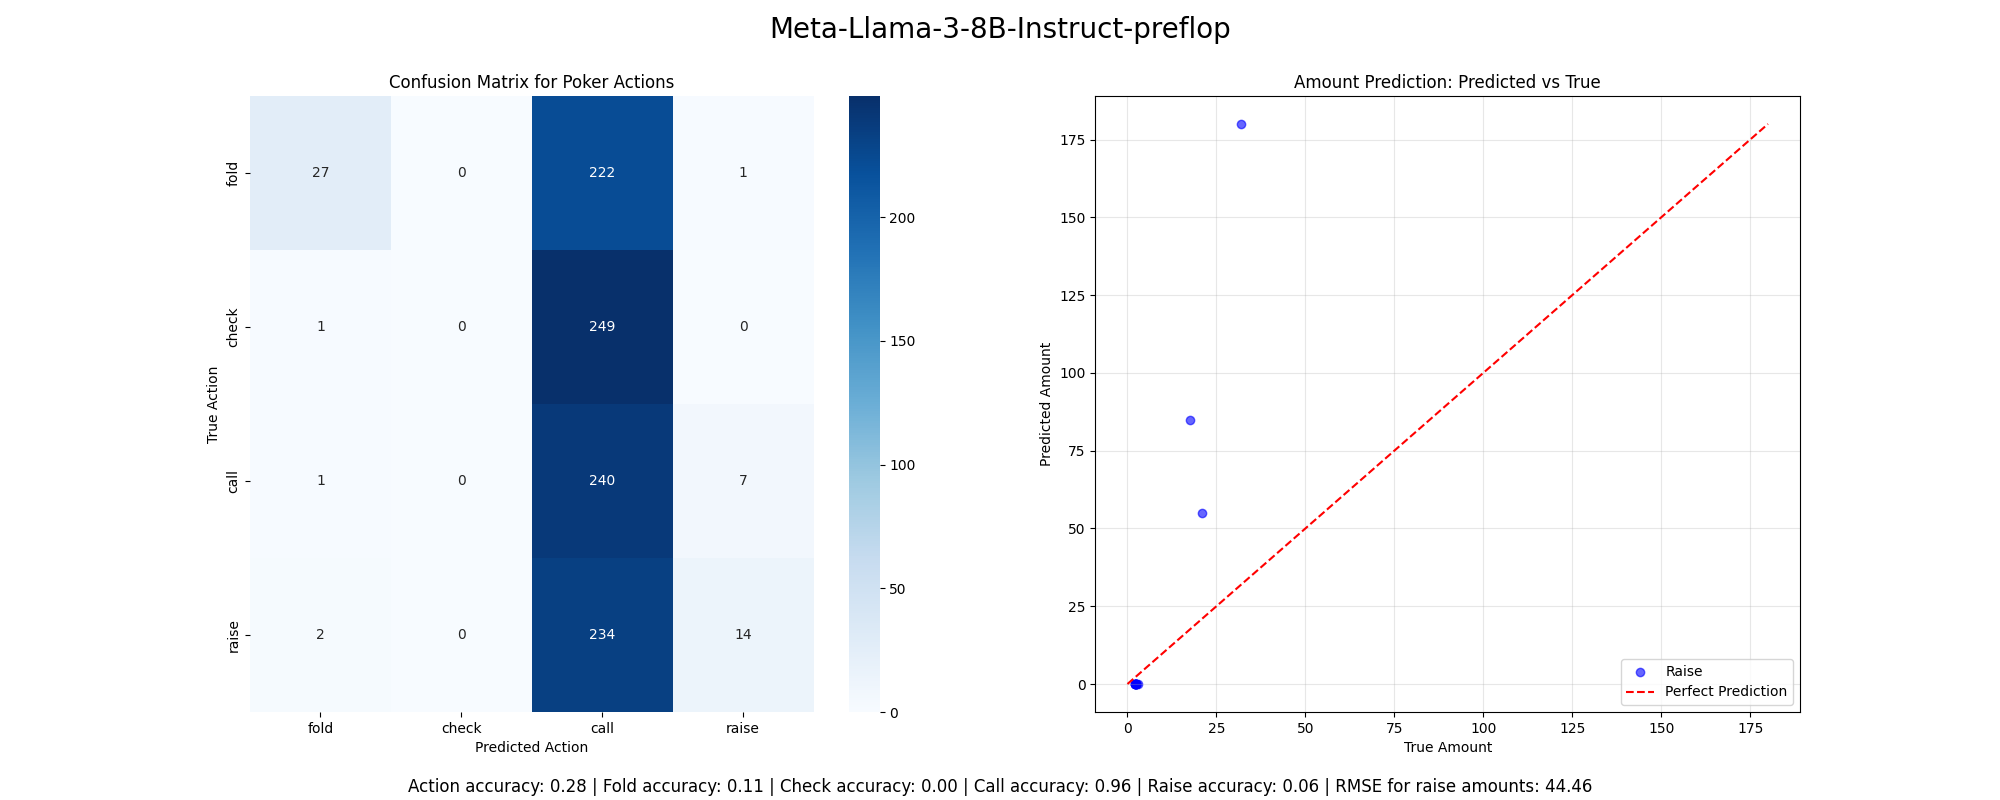 Meta-Llama-3-8B-Instruct-preflop
Confusion Matrix for Poker Actions
True Action
fold
check
call
raise
27 0 222 1
1 0 249 0
1 0 240 7
2 0 234 14
fold check call raise
Predicted Action
200
150
100
50
0
Amount Prediction: Predicted vs True
Predicted Amount
175
150
125
100
75
50
25
0
Raise
Perfect Prediction
0 25 50 75 100 125 150 175
True Amount
Action accuracy: 0.28 | Fold accuracy: 0.11 | Check accuracy: 0.00 | Call accuracy: 0.96 | Raise accuracy: 0.06 | RMSE for raise amounts: 44.46